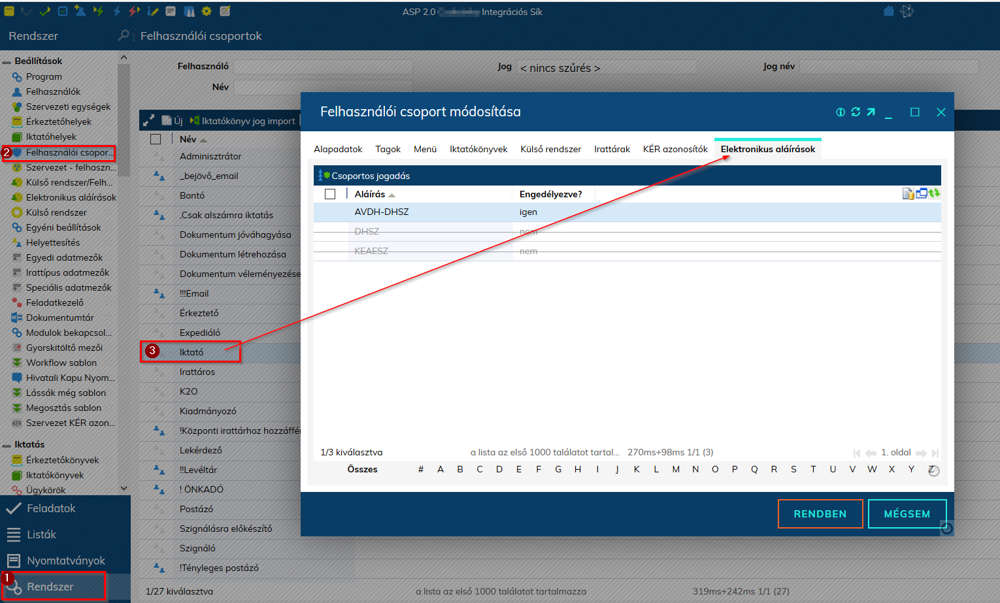 ASP 2.0 Integrációs Sík
Rendszer
Felhasználói csoportok
Beállítások
Program
Felhasználók
Szervezeti egységek
Érkeztetőhelyek
Iktatóhelyek
2
Felhasználói csopor...
Szervezet - felhaszn...
Külső rendszer/Felh...
Elektronikus aláírások
Külső rendszer
Egyéni beállítások
Helyettesítés
Egyedi adatmezők
Irattípus adatmezők
Speciális adatmezők
Feladatkezelő
Dokumentumtár
Modulok bekapcsol...
Gyorskitöltő mezői
Workflow sablon
Hivatali Kapu Nyom...
Lássák még sablon
Megosztás sablon
KÉR Szervezet KÉR azon...
Iktatás
Érkeztetőkönyvek
Iktatókönyvek
Ügykörök
Feladatok
Listák
Nyomtatványok
1
Rendszer
Felhasználó
Jog < nincs szűrés >
Jog név
Név
Új Iktatókönyv jog import
Név
Adminisztrátor
_bejövő_email
Bontó
,Csak alszámra iktatás
Dokumentum jóváhagyása
Dokumentum létrehozása
Dokumentum véleményezése
!!!Email
Érkeztető
Expediáló
3 Iktató
Irattáros
K2O
Kiadmányozó
!Központi irattárhoz hozzáffér
Lekérdező
!!Levéltár
! ÖNKADÓ
Postázó
Szignálásra előkészítő
Szignáló
!Tényleges postázó
1/27 kiválasztva a lista az első 1000 találatot tartalmazza 319ms+242ms 1/1 (27)
Felhasználói csoport módosítása
Alapadatok Tagok Menü Iktatókönyvek Külső rendszer Irattárak KÉR azonosítók Elektronikus aláírások
Csoportos jogadás
Aláírás Engedélyezve?
AVDH-DHSZ igen
DHSZ nem
KEAESZ nem
1/3 kiválasztva a lista az első 1000 találatot tartal... 270ms+98ms 1/1 (3) 1. oldal
Összes # A B C D E F G H I J K L M N O P Q R S T U V W X Y Z
RENDBEN MÉGSEM